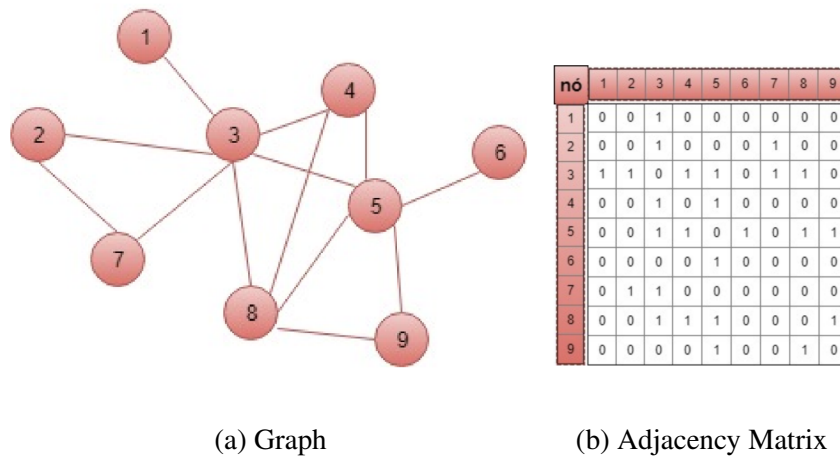 1
4
2
3
6
5
7
8
9
nó 1 2 3 4 5 6 7 8 9
1 0 0 1 0 0 0 0 0 0
2 0 0 1 0 0 0 1 0 0
3 1 1 0 1 1 0 1 1 0
4 0 0 1 0 1 0 0 0 0
5 0 0 1 1 0 1 0 1 1
6 0 0 0 0 1 0 0 0 0
7 0 1 1 0 0 0 0 0 0
8 0 0 1 1 1 0 0 0 1
9 0 0 0 0 1 0 0 1 0
(a) Graph
(b) Adjacency Matrix